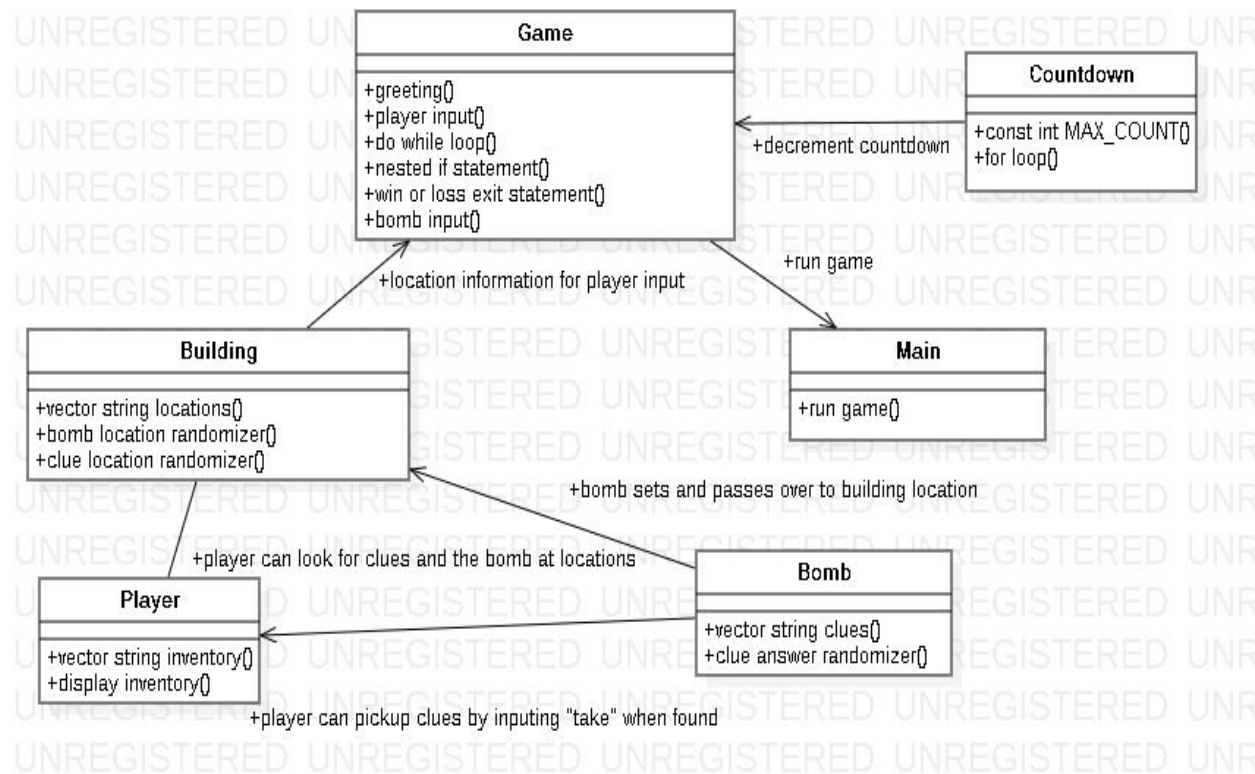 Game
+greeting()
+player input()
+do while loop()
+nested if statement()
+win or loss exit statement()
+bomb input()
Countdown
+const int MAX_COUNT()
+for loop()
+decrement countdown
+run game
+location information for player input
Building
+vector string locations()
+bomb location randomizer()
+clue location randomizer()
Main
+run game()
+bomb sets and passes over to building location
+player can look for clues and the bomb at locations
Player
+vector string inventory()
+display inventory()
Bomb
+vector string clues()
+clue answer randomizer()
+player can pickup clues by inputing "take" when found
UNREGISTERED